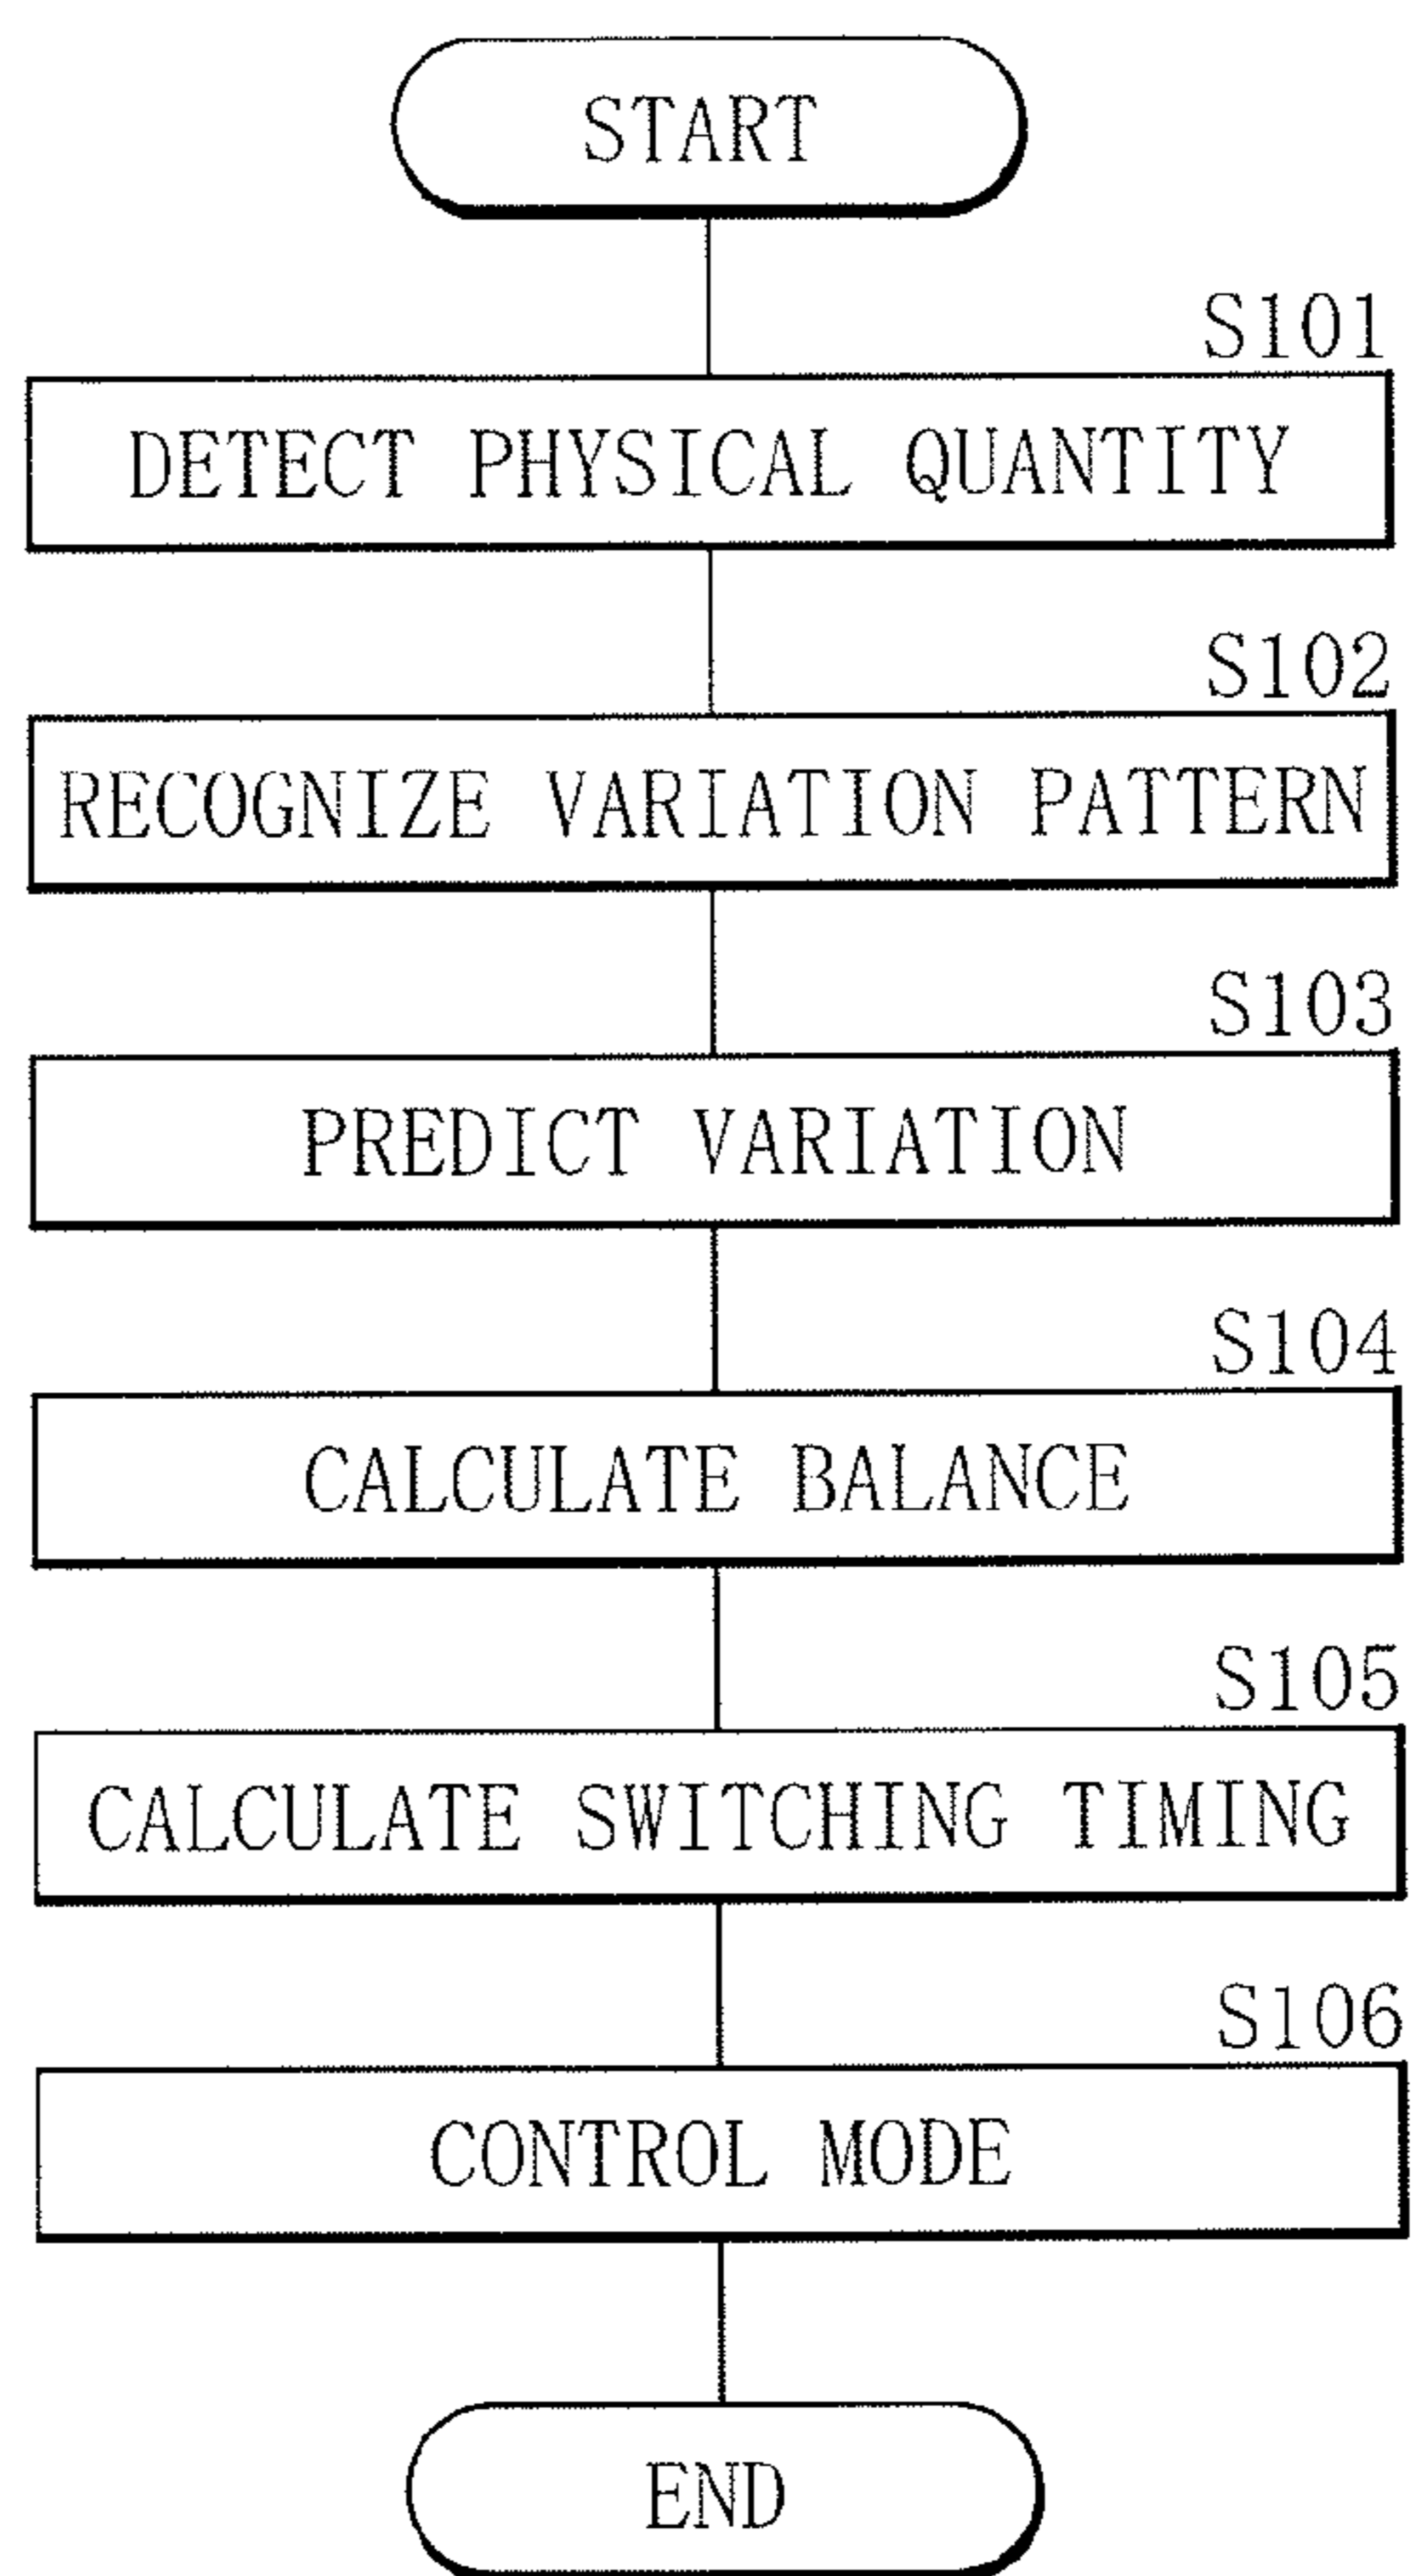 START
S101
DETECT PHYSICAL QUANTITY
S102
RECOGNIZE VARIATION PATTERN
S103
PREDICT VARIATION
S104
CALCULATE BALANCE
S105
CALCULATE SWITCHING TIMING
S106
CONTROL MODE
END